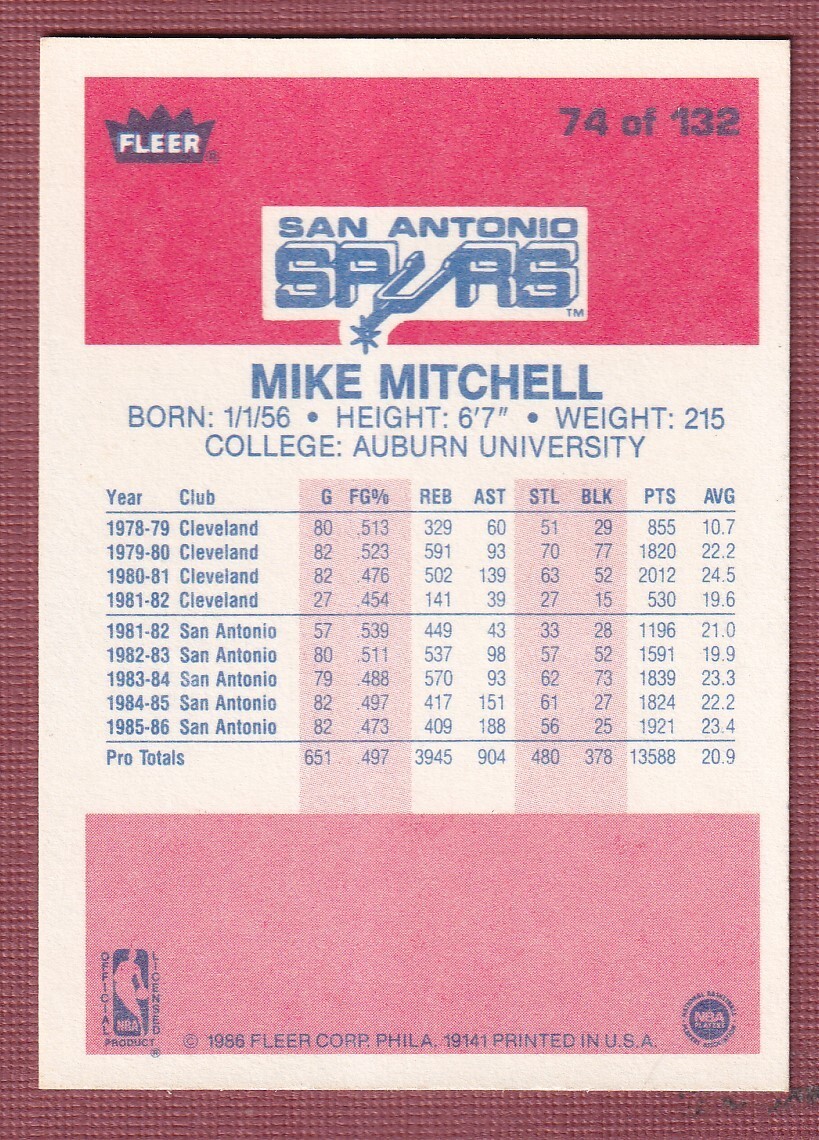 FLEER ®
74 of 132
SAN ANTONIO
SPURS TM
MIKE MITCHELL
BORN: 1/1/56 • HEIGHT: 6'7" • WEIGHT: 215
COLLEGE: AUBURN UNIVERSITY
Year Club G FG% REB AST STL BLK PTS AVG
1978-79 Cleveland 80 .513 329 60 51 29 855 10.7
1979-80 Cleveland 82 .523 591 93 70 77 1820 22.2
1980-81 Cleveland 82 .476 502 139 63 52 2012 24.5
1981-82 Cleveland 27 .454 141 39 27 15 530 19.6
1981-82 San Antonio 57 .539 449 43 33 28 1196 21.0
1982-83 San Antonio 80 .511 537 98 57 52 1591 19.9
1983-84 San Antonio 79 .488 570 93 62 73 1839 23.3
1984-85 San Antonio 82 .497 417 151 61 27 1824 22.2
1985-86 San Antonio 82 .473 409 188 56 25 1921 23.4
Pro Totals 651 .497 3945 904 480 378 13588 20.9
OFFICIAL
LICENSED
NBA
PRODUCT ®
© 1986 FLEER CORP. PHILA. 19141 PRINTED IN U.S.A.
NATIONAL BASKETBALL
NBA
PLAYERS
PLAYERS ASSOCIATION